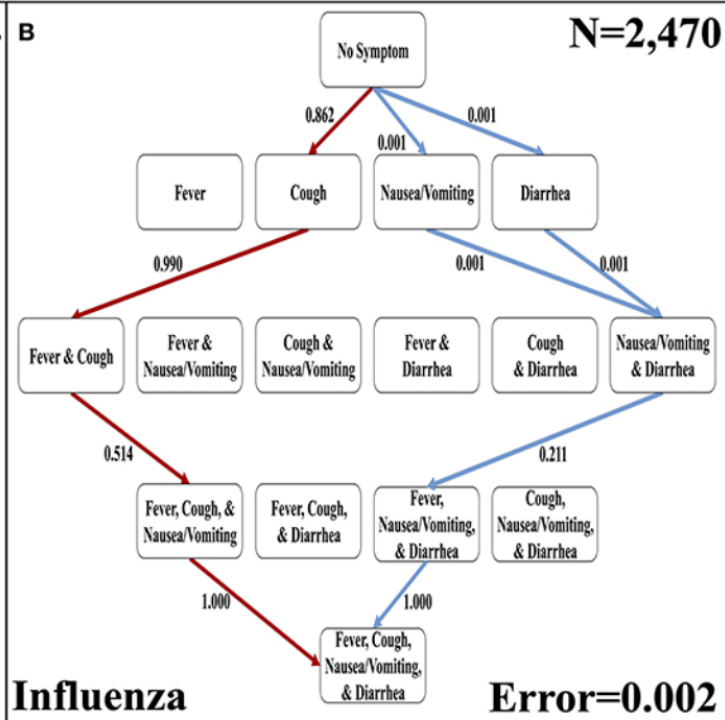 B
N=2,470
No Symptom
0.862
0.001
0.001
Fever
Cough
Nausea/Vomiting
Diarrhea
0.990
0.001
0.001
Fever & Cough
Fever &
Nausea/Vomiting
Cough &
Nausea/Vomiting
Fever &
Diarrhea
Cough
& Diarrhea
Nausea/Vomiting
& Diarrhea
0.514
0.211
Fever, Cough, &
Nausea/Vomiting
Fever, Cough,
& Diarrhea
Fever,
Nausea/Vomiting,
& Diarrhea
Cough,
Nausea/Vomiting,
& Diarrhea
1.000
1.000
Fever, Cough,
Nausea/Vomiting,
& Diarrhea
Influenza
Error=0.002